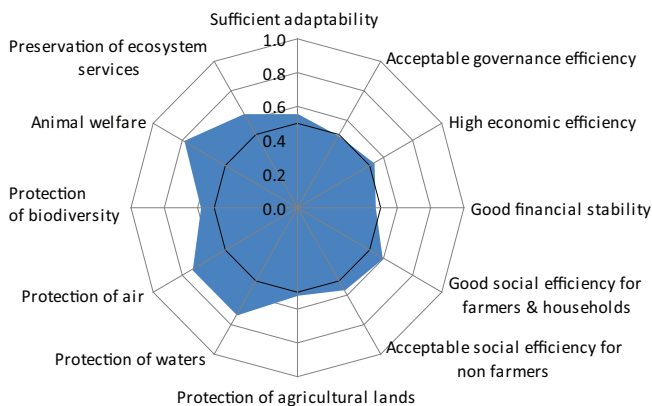 Sufficient adaptability
1.0
Acceptable governance efficiency
High economic efficiency
Good financial stability
Good social efficiency for
farmers & households
Acceptable social efficiency for
non farmers
Protection of agricultural lands
Protection of waters
Protection of air
Protection
of biodiversity
Animal welfare
Preservation of ecosystem
services
0.8
0.6
0.4
0.2
0.0